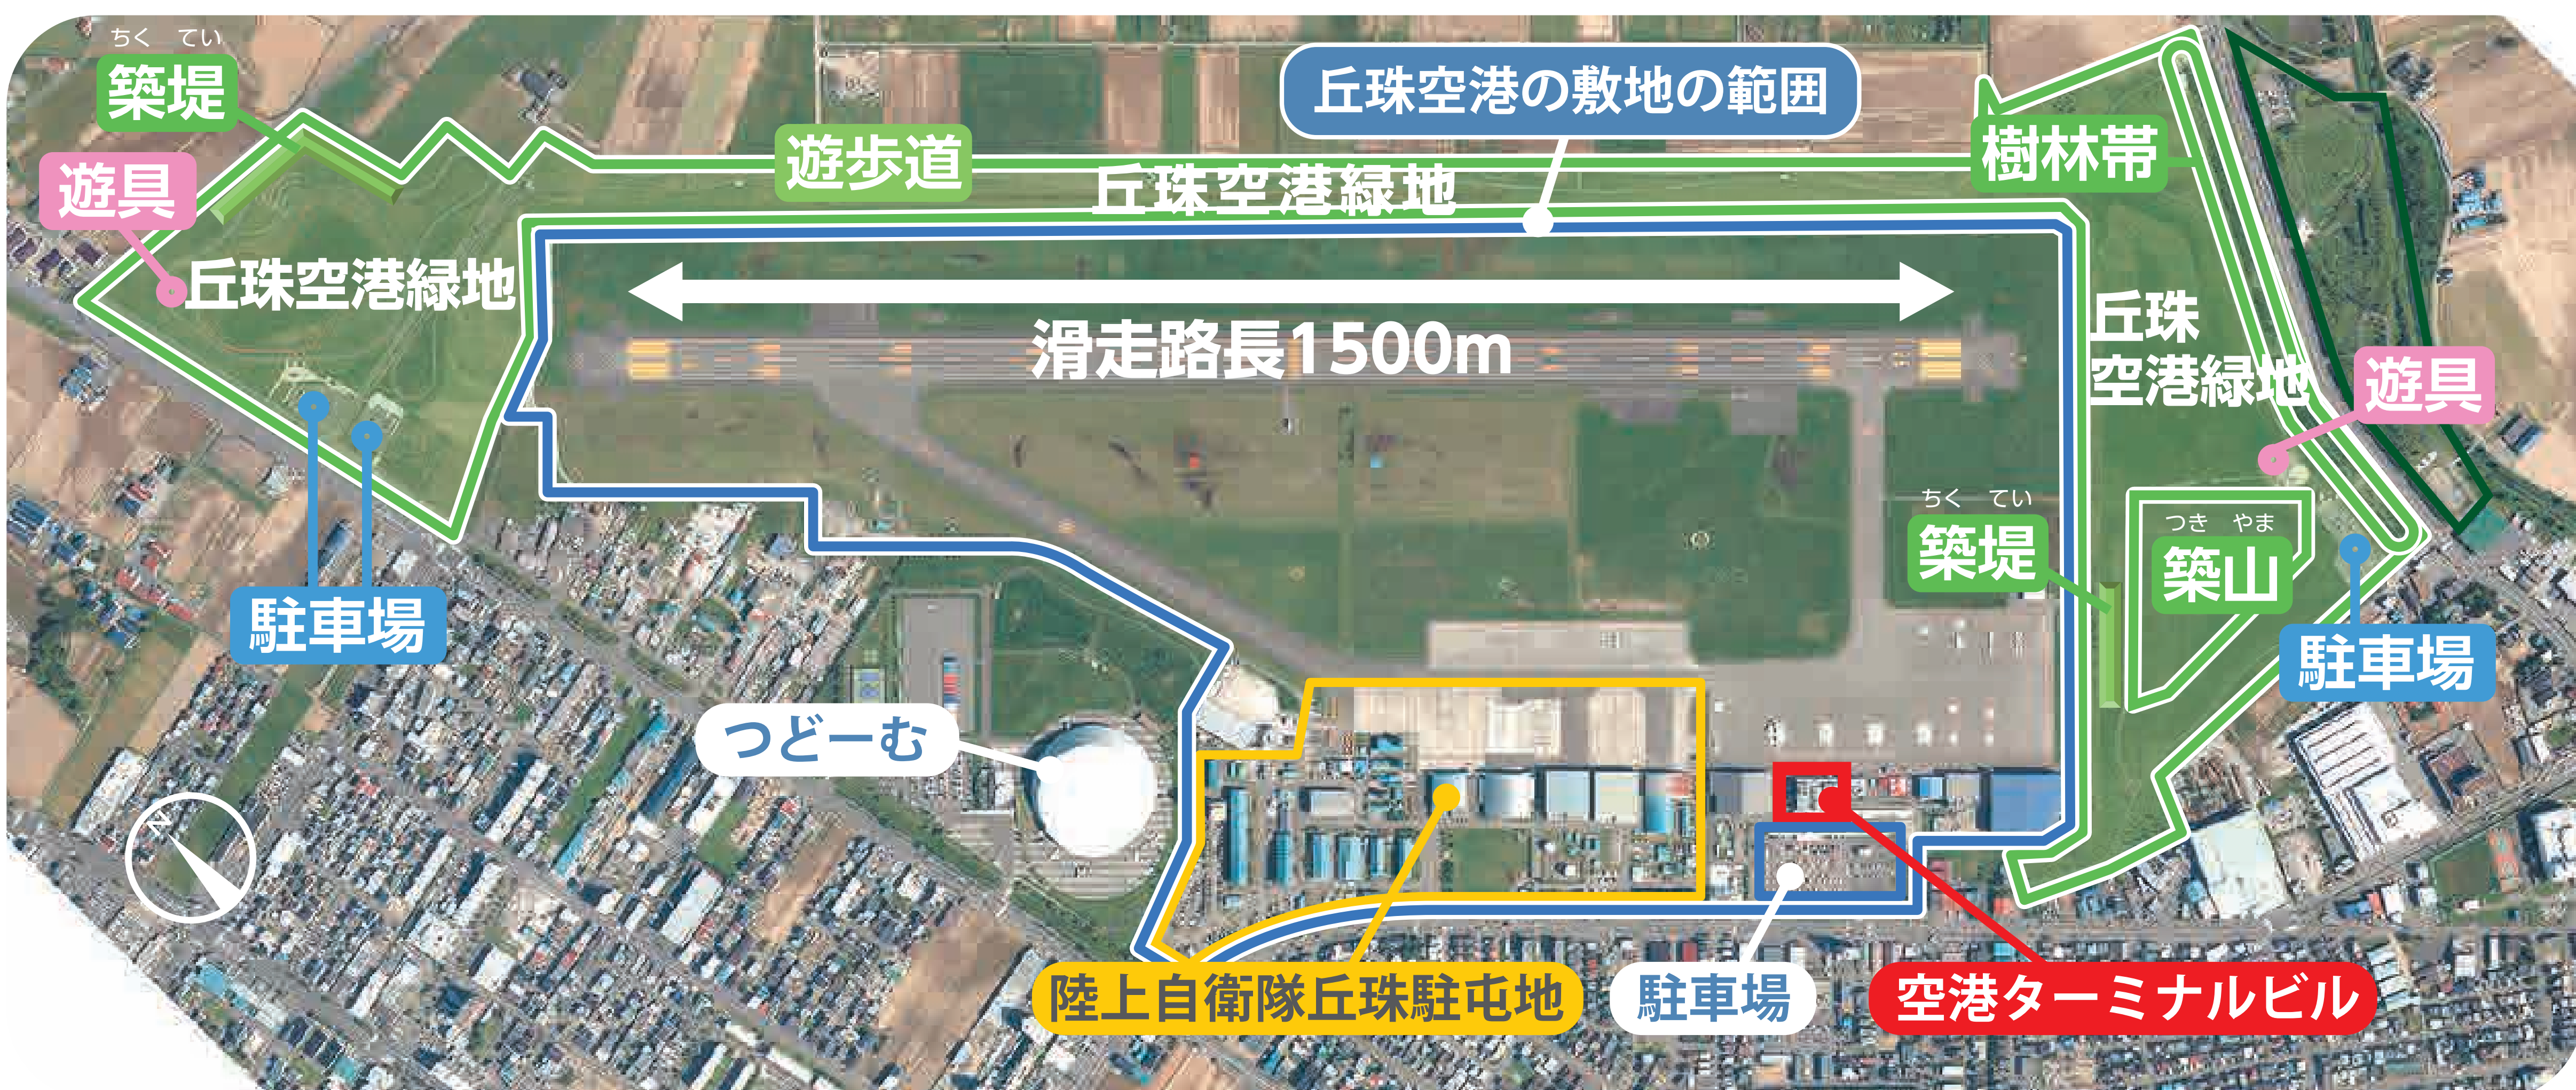 ちく てい
築堤
遊具
丘珠空港緑地
駐車場
遊歩道
丘珠空港の敷地の範囲
丘珠空港緑地
樹林帯
滑走路長1500m
丘珠
空港緑地
遊具
ちく てい
築堤
つき やま
築山
駐車場
つどーむ
N
陸上自衛隊丘珠駐屯地
駐車場
空港ターミナルビル